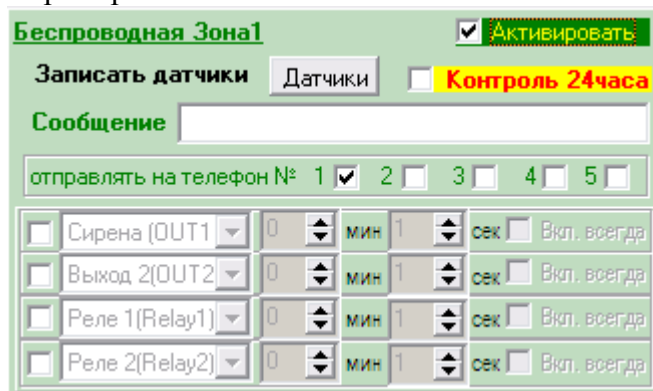 Беспроводная Зона1 Активировать
Записать датчики Датчики Контроль 24часа
Сообщение
отправлять на телефон № 1 2 3 4 5
Сирена (OUT1 0 мин 1 сек Вкл. всегда
Выход 2(OUT2 0 мин 1 сек Вкл. всегда
Реле 1(Relay1) 0 мин 1 сек Вкл. всегда
Реле 2(Relay2) 0 мин 1 сек Вкл. всегда